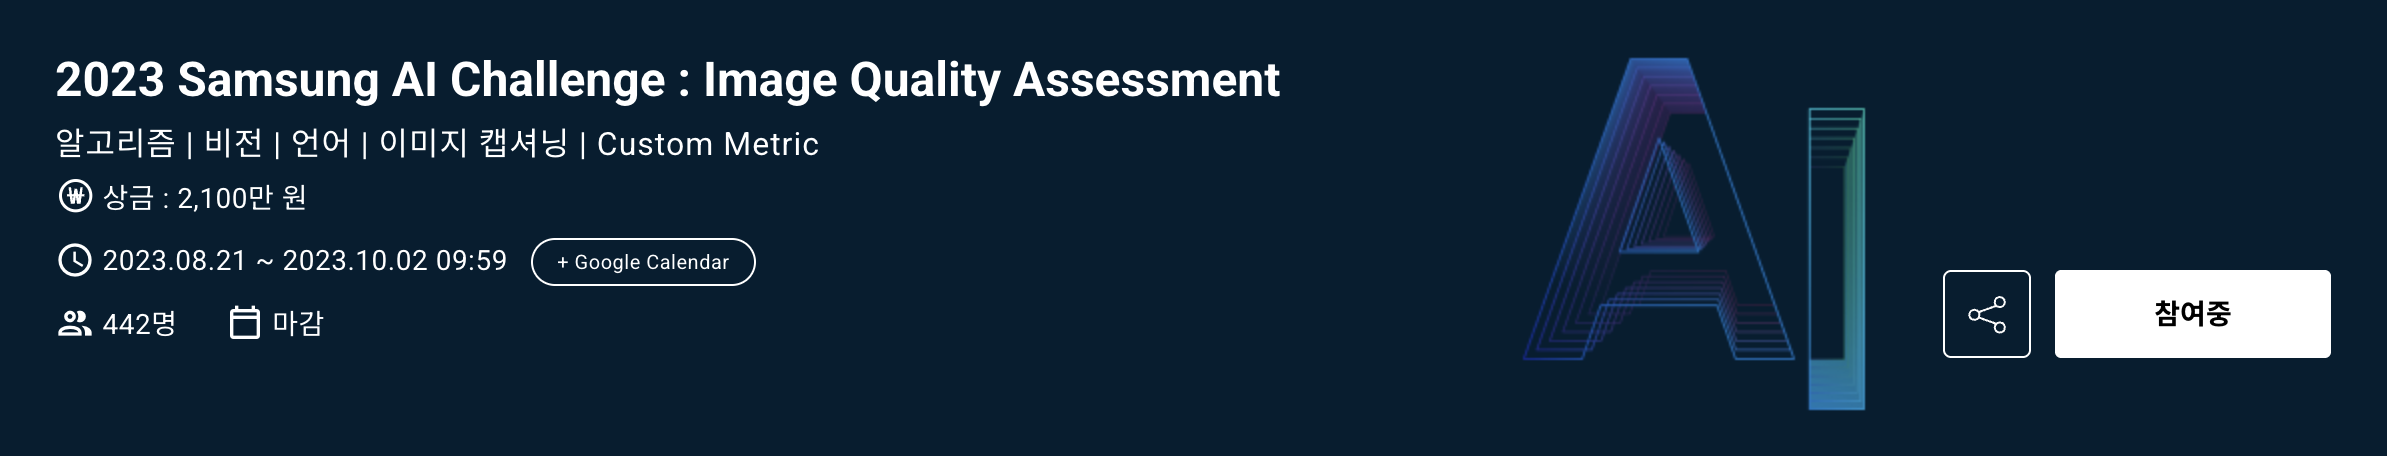 2023 Samsung AI Challenge : Image Quality Assessment
알고리즘 | 비전 | 언어 | 이미지 캡셔닝 | Custom Metric
상금 : 2,100만 원
2023.08.21 ~ 2023.10.02 09:59 + Google Calendar
442명 마감
AI
참여중